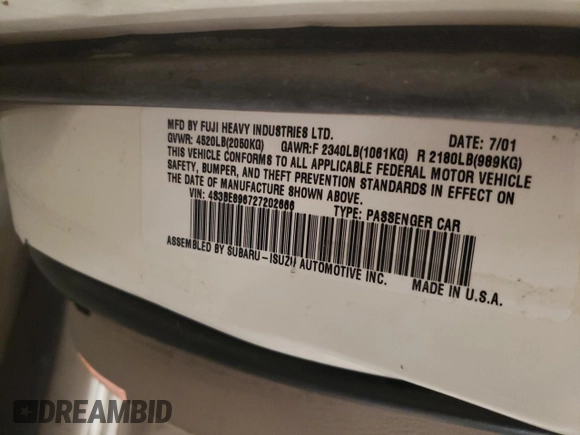 MFD BY FUJI HEAVY INDUSTRIES LTD. DATE: 7/01
GVWR: 4520LB(2050KG) GAWR:F 2340LB(1061KG) R 2180LB(989KG)
THIS VEHICLE CONFORMS TO ALL APPLICABLE FEDERAL MOTOR VEHICLE
SAFETY, BUMPER, AND THEFT PREVENTION STANDARDS IN EFFECT ON
THE DATE OF MANUFACTURE SHOWN ABOVE.
VIN: 4S3BE896727202666 TYPE: PASSENGER CAR
ASSEMBLED BY SUBARU-ISUZU AUTOMOTIVE INC. MADE IN U.S.A.
DREAMBID